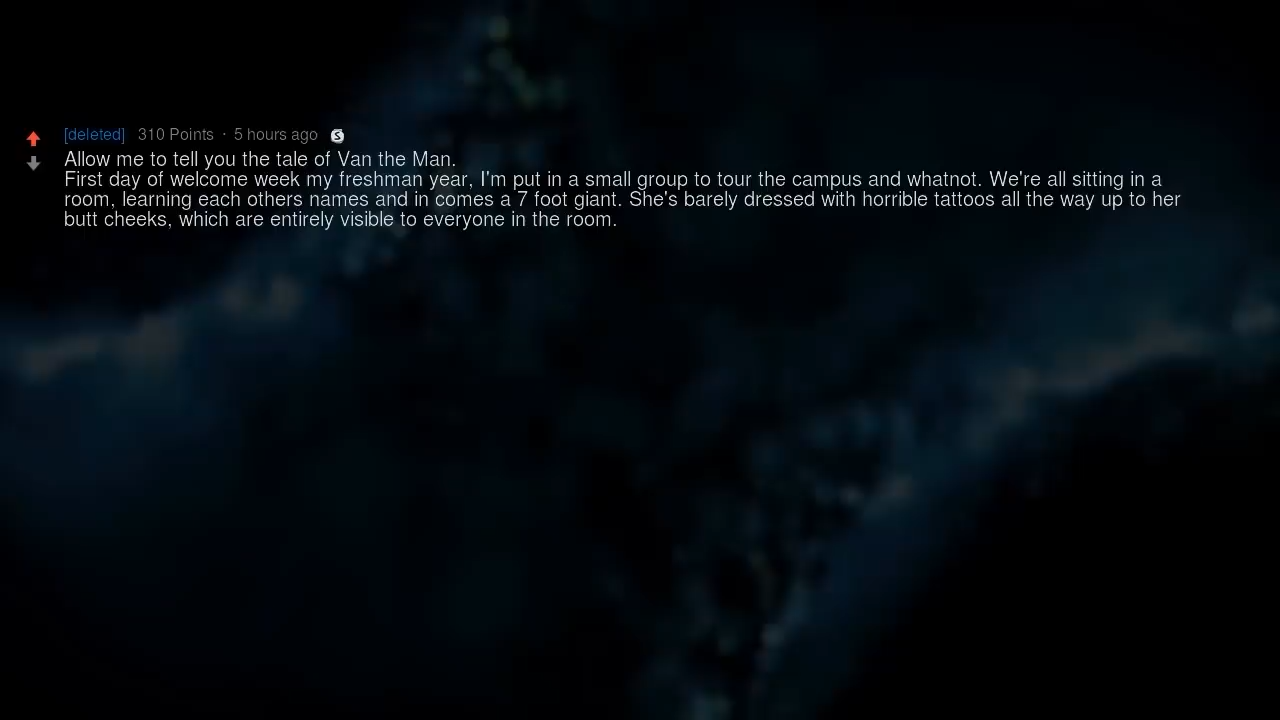 [deleted] 310 Points · 5 hours ago
Allow me to tell you the tale of Van the Man.
First day of welcome week my freshman year, I'm put in a small group to tour the campus and whatnot. We're all sitting in a
room, learning each others names and in comes a 7 foot giant. She's barely dressed with horrible tattoos all the way up to her
butt cheeks, which are entirely visible to everyone in the room.